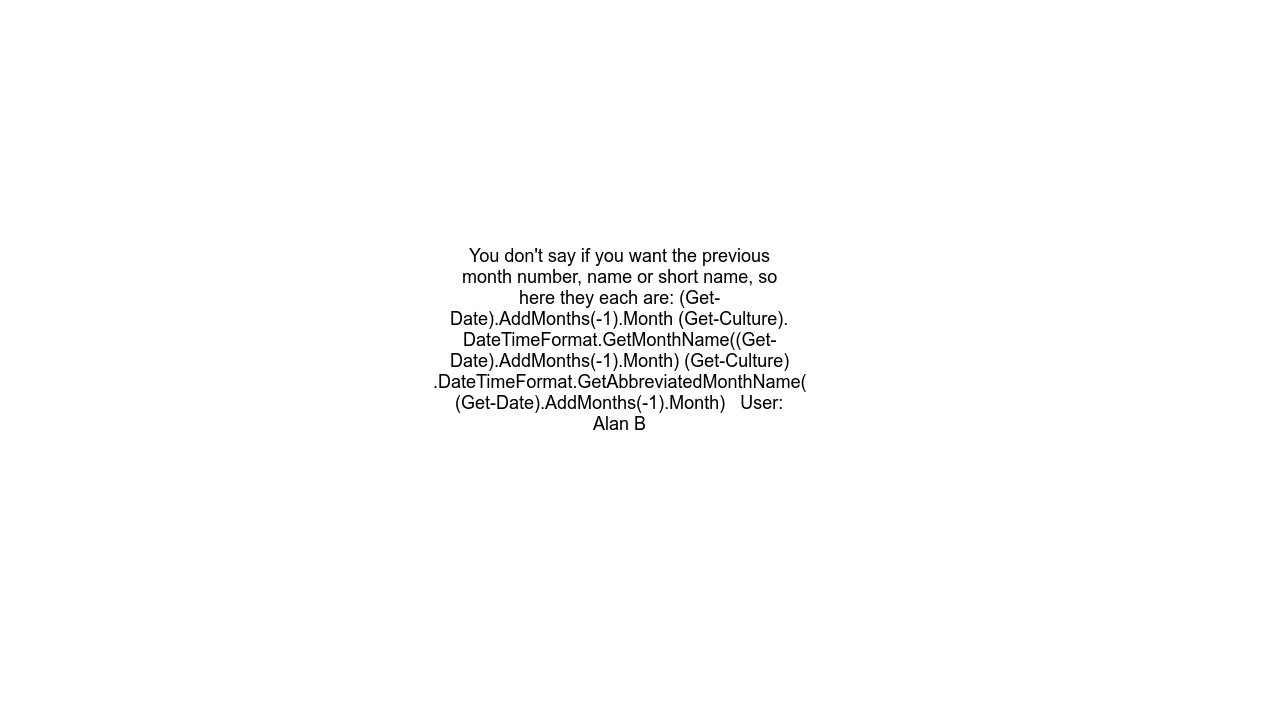 You don't say if you want the previous
month number, name or short name, so
here they each are: (Get-
Date).AddMonths(-1).Month (Get-Culture).
DateTimeFormat.GetMonthName((Get-
Date).AddMonths(-1).Month) (Get-Culture)
.DateTimeFormat.GetAbbreviatedMonthName(
(Get-Date).AddMonths(-1).Month)   User:
Alan B